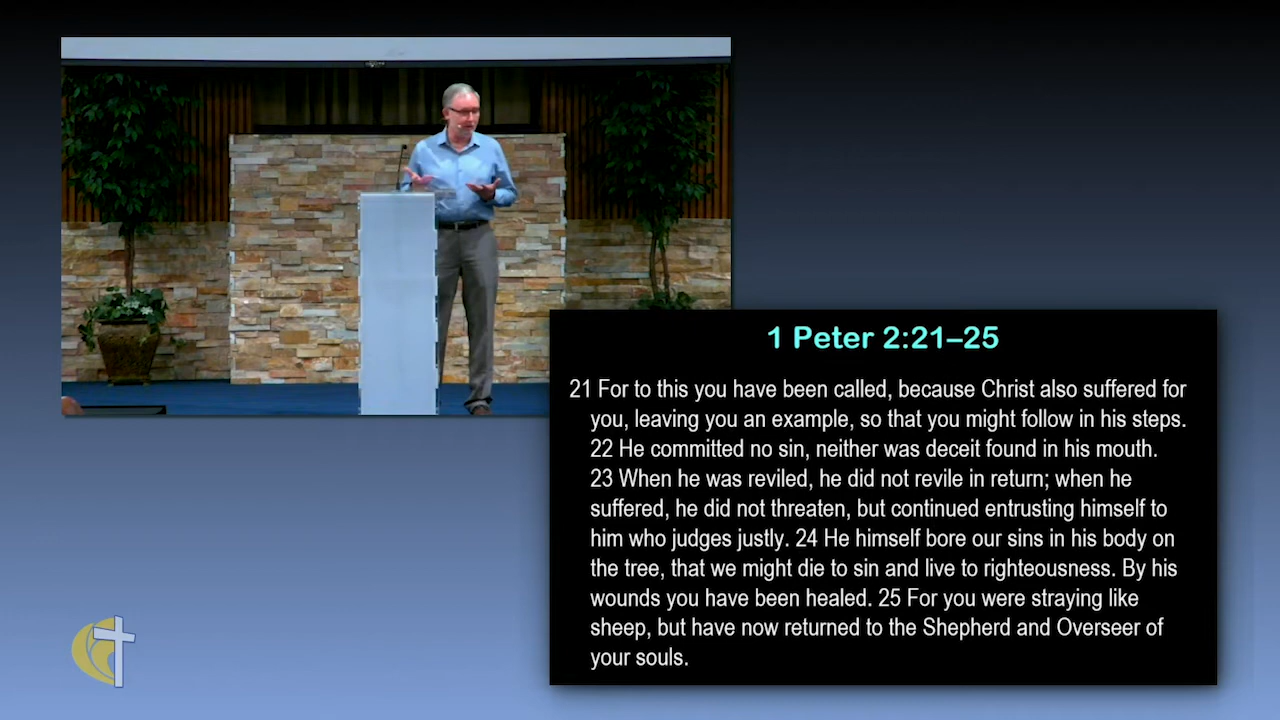 1 Peter 2:21–25
21 For to this you have been called, because Christ also suffered for
you, leaving you an example, so that you might follow in his steps.
22 He committed no sin, neither was deceit found in his mouth.
23 When he was reviled, he did not revile in return; when he
suffered, he did not threaten, but continued entrusting himself to
him who judges justly. 24 He himself bore our sins in his body on
the tree, that we might die to sin and live to righteousness. By his
wounds you have been healed. 25 For you were straying like
sheep, but have now returned to the Shepherd and Overseer of
your souls.